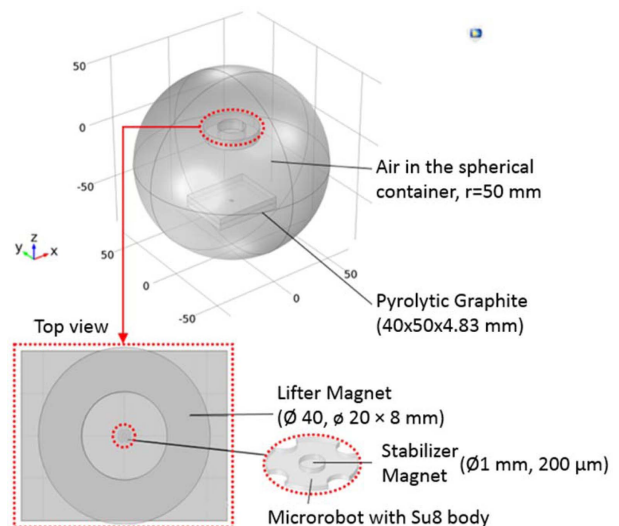 50
0
-50
50
0
-50
0
50
z
y
x
Air in the spherical
container, r=50 mm
Pyrolytic Graphite
(40x50x4.83 mm)
Top view
Lifter Magnet
(Ø 40, ø 20 × 8 mm)
Stabilizer
Magnet
(Ø1 mm, 200 µm)
Microrobot with Su8 body